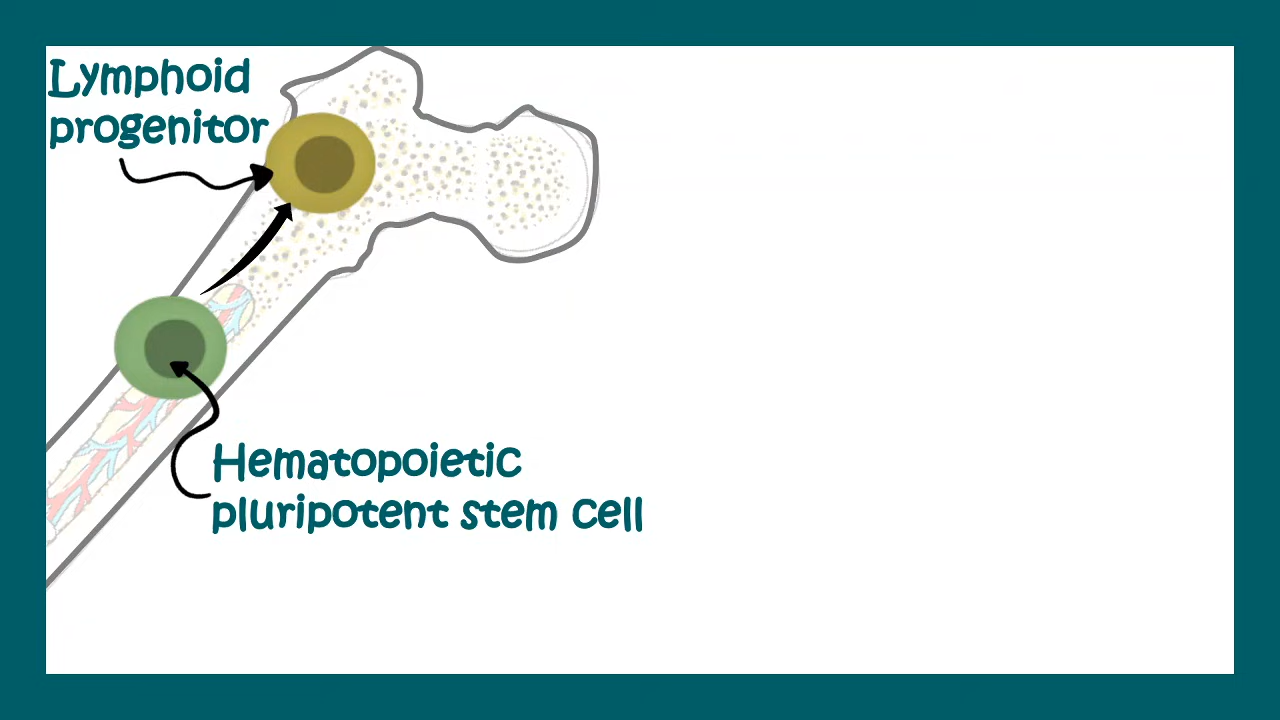 Lymphoid
progenitor
Hematopoietic
pluripotent stem cell